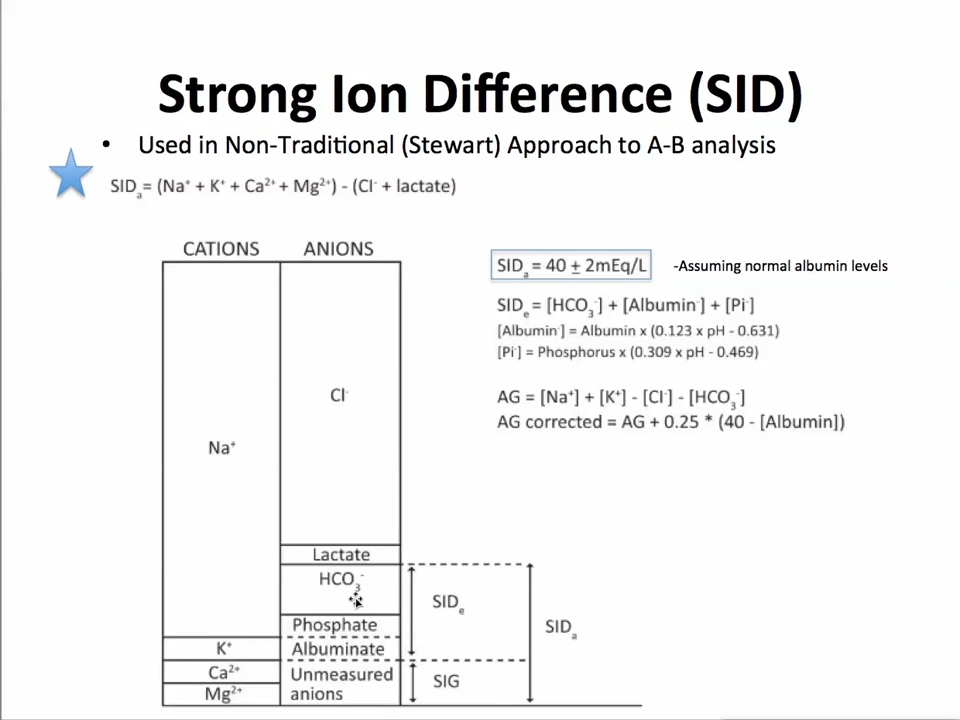 Strong Ion Difference (SID)
• Used in Non-Traditional (Stewart) Approach to A-B analysis
SIDₐ= (Na⁺ + K⁺ + Ca²⁺ + Mg²⁺) - (Cl⁻ + lactate)
CATIONS ANIONS
SIDₐ = 40 ± 2mEq/L -Assuming normal albumin levels
SIDₑ = [HCO₃⁻] + [Albumin⁻] + [Pi⁻]
[Albumin⁻] = Albumin x (0.123 x pH - 0.631)
[Pi⁻] = Phosphorus x (0.309 x pH - 0.469)
AG = [Na⁺] + [K⁺] - [Cl⁻] - [HCO₃⁻]
AG corrected = AG + 0.25 * (40 - [Albumin])
Cl⁻
Na⁺
Lactate
HCO₃⁻
SIDₑ
Phosphate
SIDₐ
K⁺ Albuminate
Ca²⁺ Unmeasured
anions
SIG
Mg²⁺